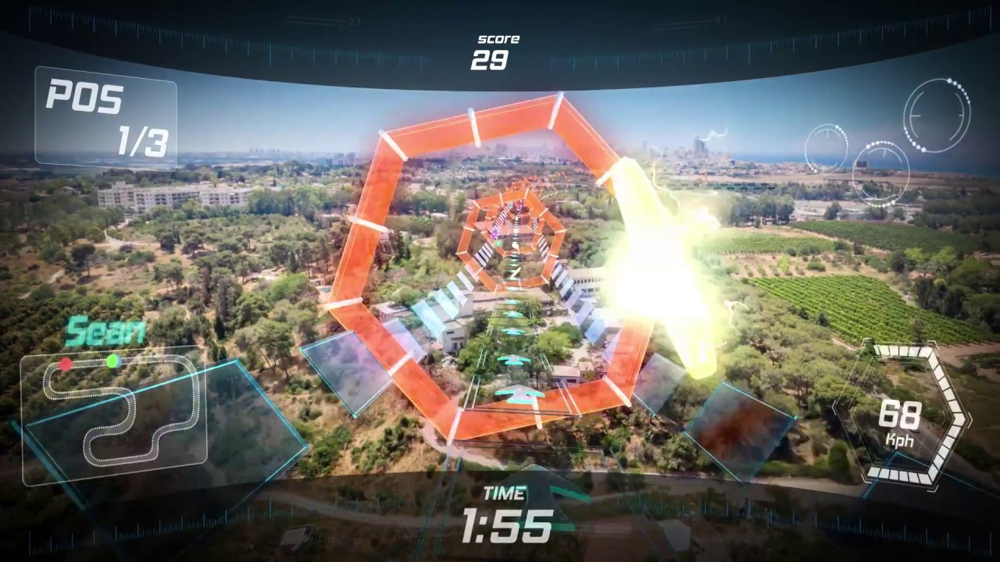 score
29
POS
1/3
Sean
68
Kph
TIME
1:55